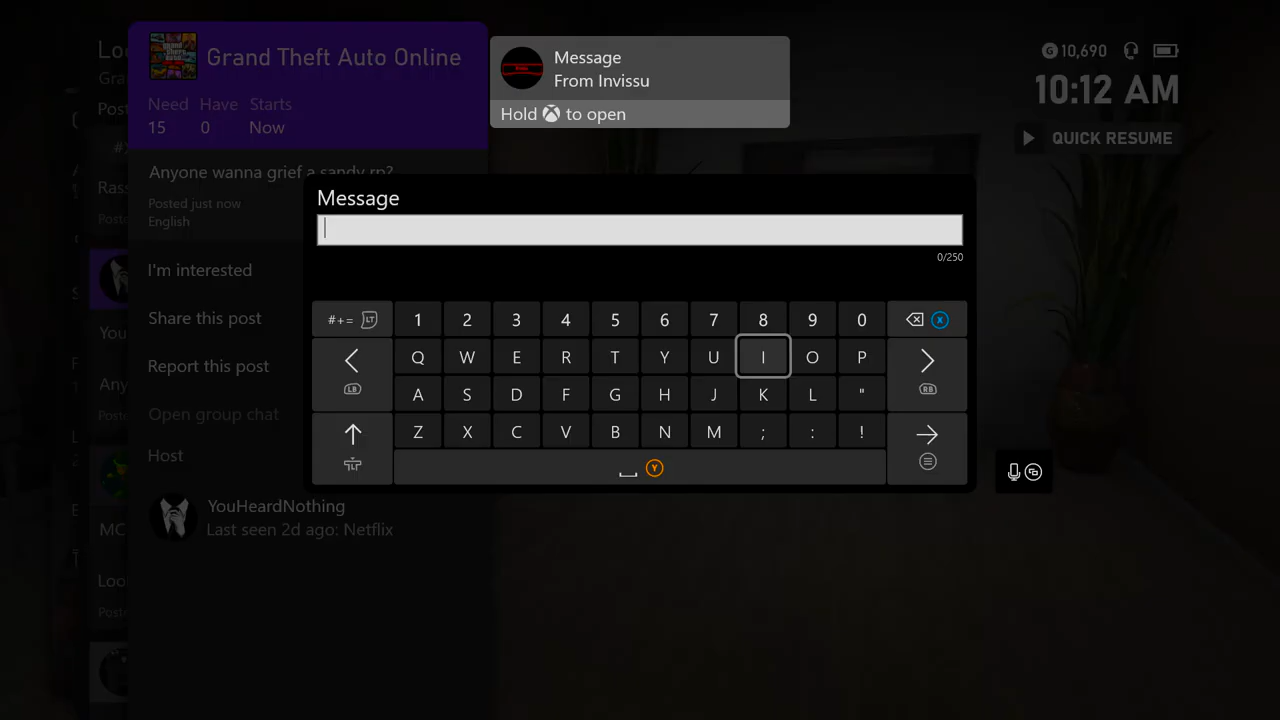 Grand Theft Auto Online
Need Have Starts
15 0 Now
Anyone wanna grief a sandy rp?
Posted just now
English
I'm interested
Share this post
Report this post
Open group chat
Host
YouHeardNothing
Last seen 2d ago: Netflix
Message
From Invissu
Hold to open
10,690
10:12 AM
QUICK RESUME
Message
0/250
#+= LT 1 2 3 4 5 6 7 8 9 0 X
Q W E R T Y U I O P
LB A S D F G H J K L " RB
Z X C V B N M ; : !
Y